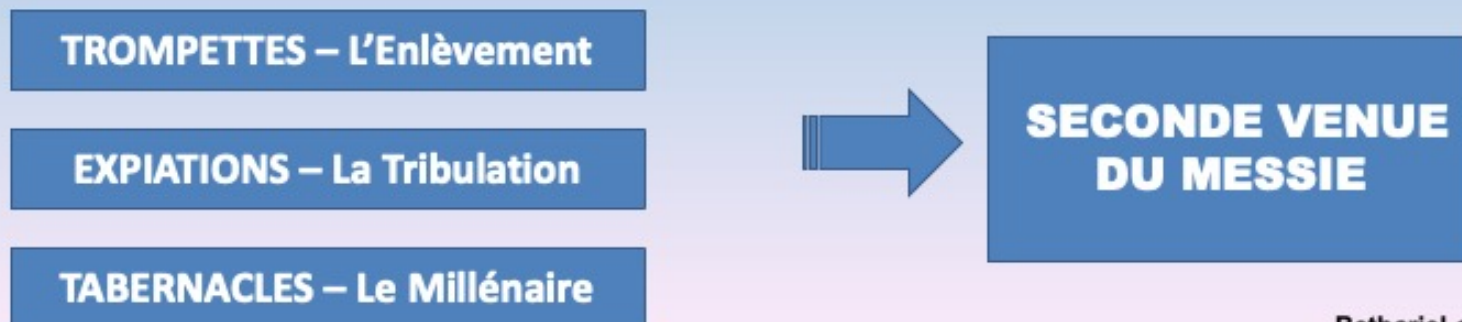 TROMPETTES – L'Enlèvement
EXPIATIONS – La Tribulation
TABERNACLES – Le Millénaire
SECONDE VENUE
DU MESSIE